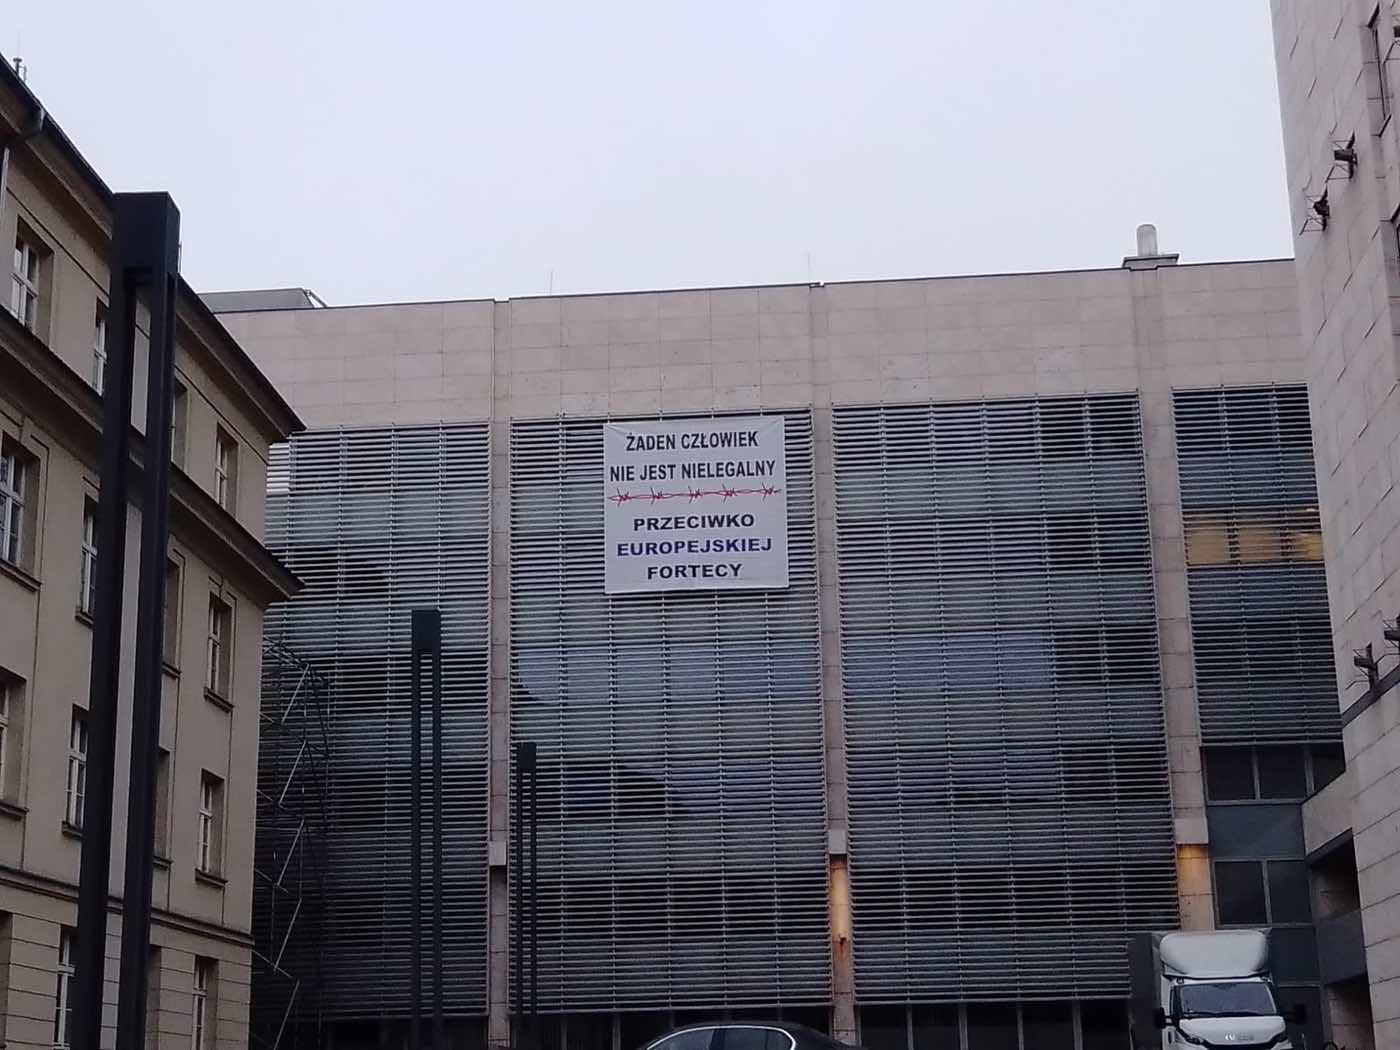 ŻADEN CZŁOWIEK
NIE JEST NIELEGALNY
PRZECIWKO
EUROPEJSKIEJ
FORTECY